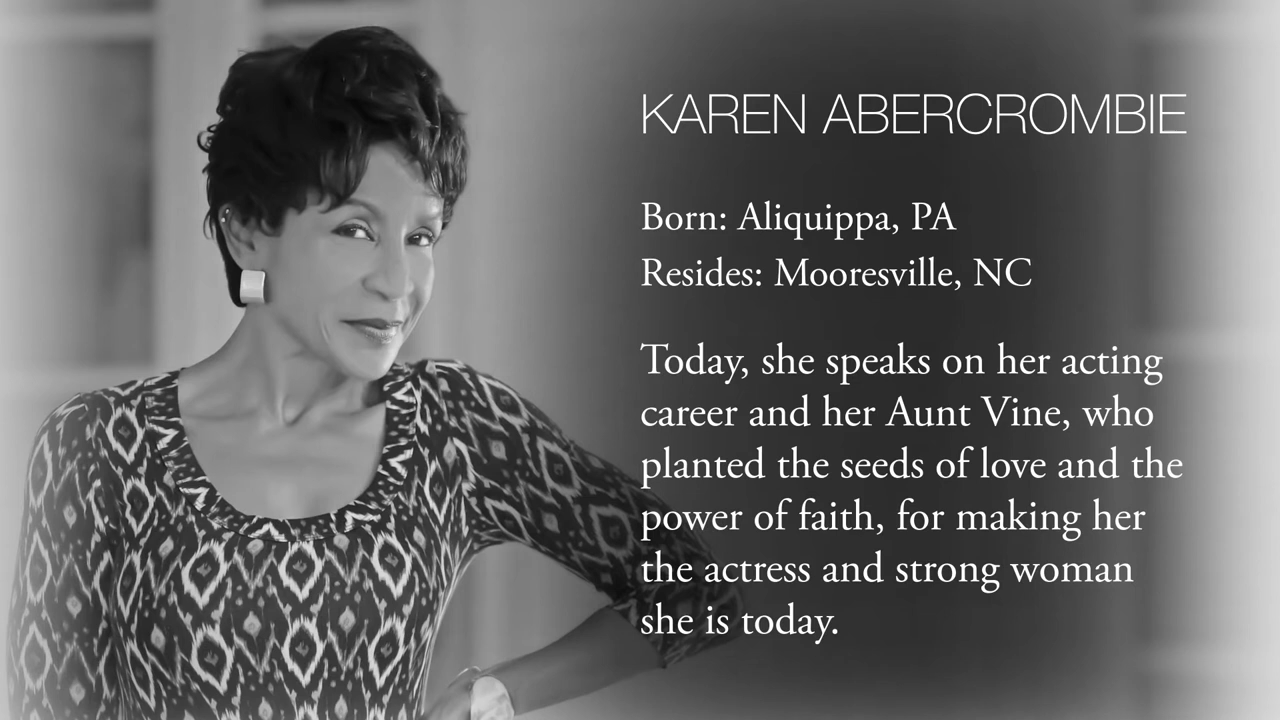 KAREN ABERCROMBIE
Born: Aliquippa, PA
Resides: Mooresville, NC
Today, she speaks on her acting
career and her Aunt Vine, who
planted the seeds of love and the
power of faith, for making her
the actress and strong woman
she is today.